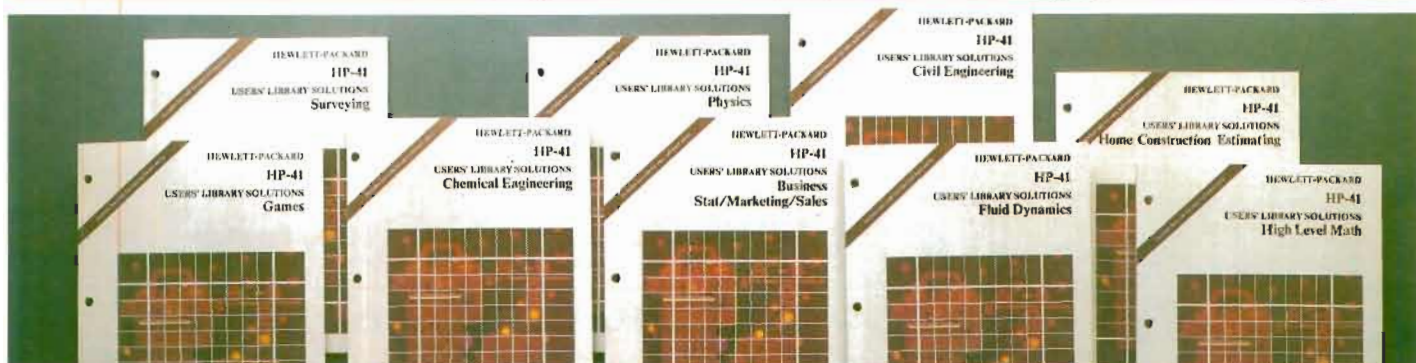 HEWLETT-PACKARD
HP-41
USERS' LIBRARY SOLUTIONS
Surveying
HEWLETT-PACKARD
HP-41
USERS' LIBRARY SOLUTIONS
Physics
HEWLETT-PACKARD
HP-41
USERS' LIBRARY SOLUTIONS
Civil Engineering
HEWLETT-PACKARD
HP-41
USERS' LIBRARY SOLUTIONS
Home Construction Estimating
HEWLETT-PACKARD
HP-41
USERS' LIBRARY SOLUTIONS
Games
HEWLETT-PACKARD
HP-41
USERS' LIBRARY SOLUTIONS
Chemical Engineering
HEWLETT-PACKARD
HP-41
USERS' LIBRARY SOLUTIONS
Business
Stat/Marketing/Sales
HEWLETT-PACKARD
HP-41
USERS' LIBRARY SOLUTIONS
Fluid Dynamics
HEWLETT-PACKARD
HP-41
USERS' LIBRARY SOLUTIONS
High Level Math